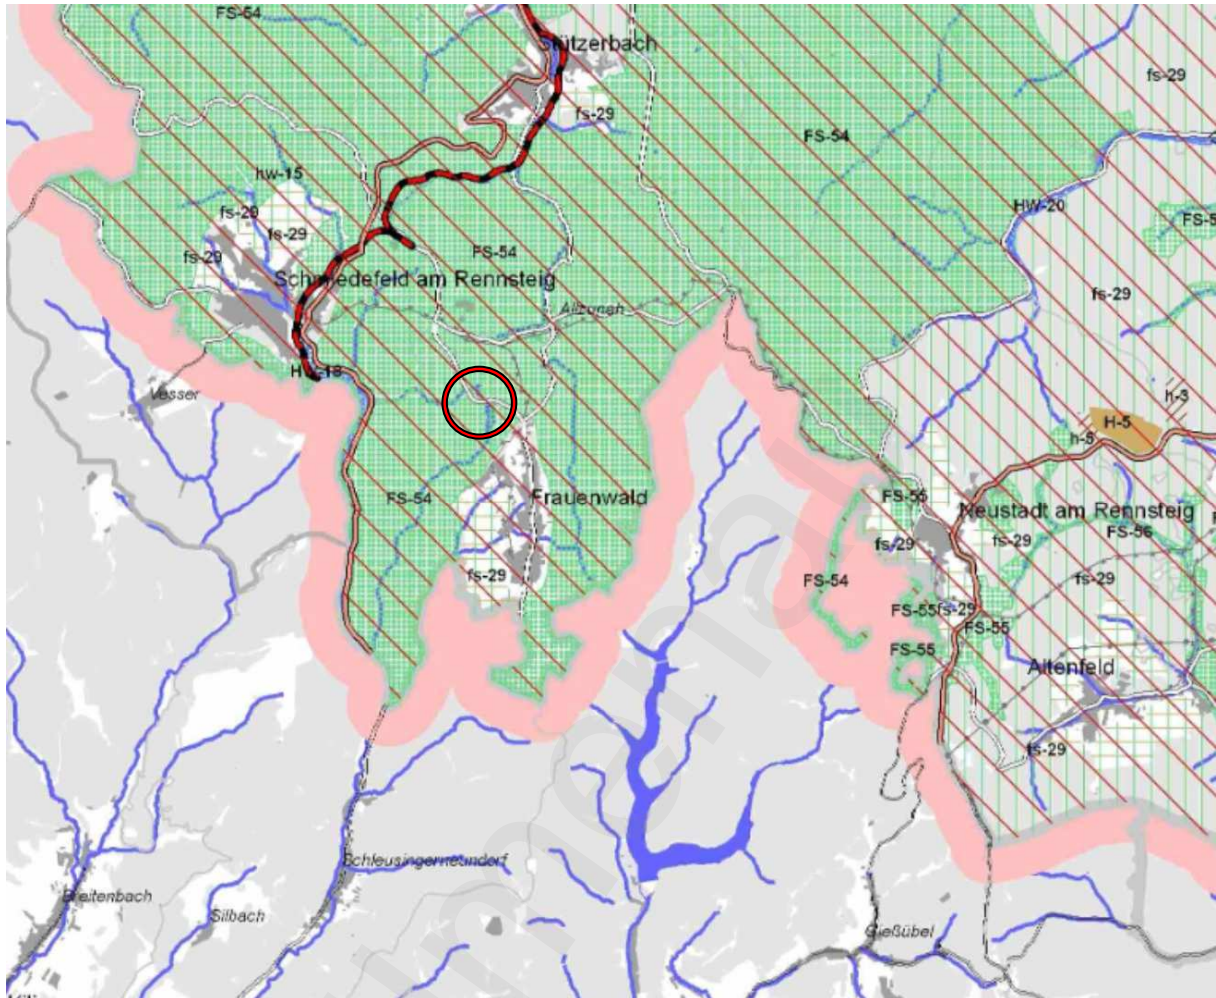 FS-54
Stützerbach
fs-29
fs-29
FS-54
hw-15
HW-20
fs-29
FS-5
fs-29
FS-54
fs-29
Schmiedefeld am Rennsteig
fs-29
Allzunah
HW-18
Vesser
h-3
H-5
h-5
FS-54
Frauenwald
FS-55
Neustadt am Rennsteig
fs-29
fs-29
FS-56
fs-29
fs-29
FS-54
FS-55
fs-29
FS-55
FS-55
Altenfeld
fs-29
Schleusingerneundorf
Breitenbach
Silbach
Gießübel